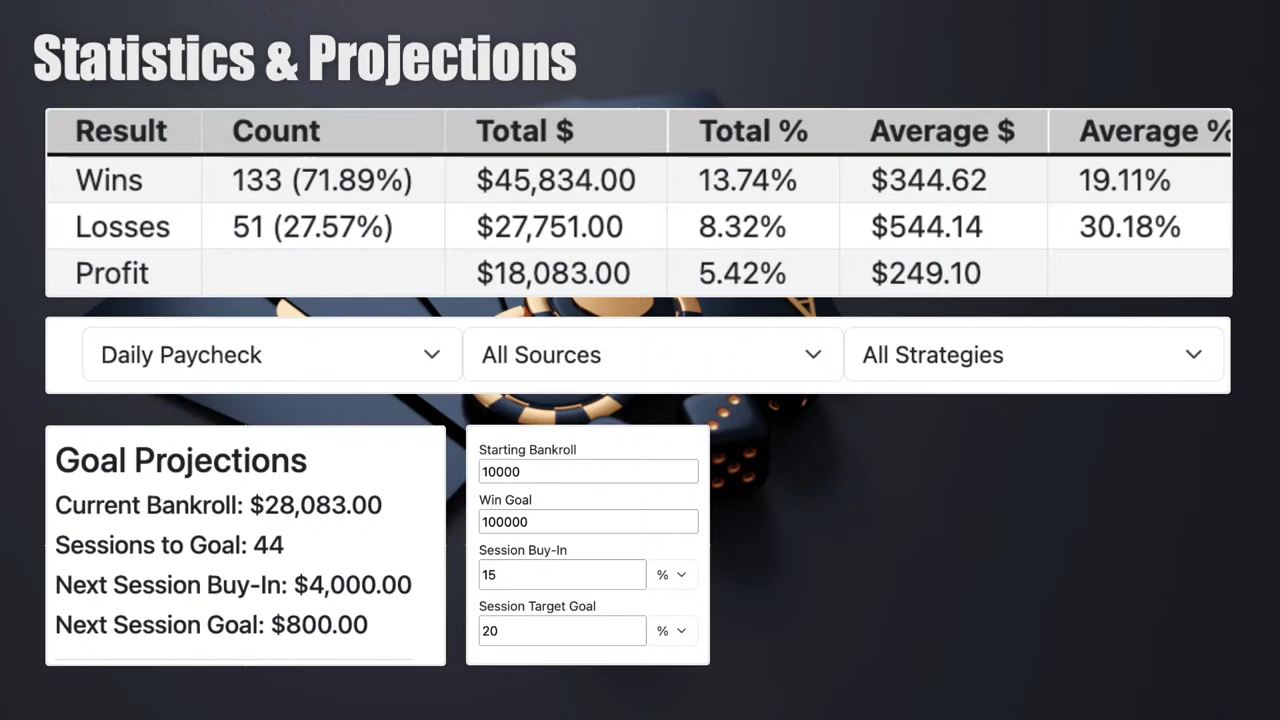 Statistics & Projections
Result Count Total $ Total % Average $ Average %
Wins 133 (71.89%) $45,834.00 13.74% $344.62 19.11%
Losses 51 (27.57%) $27,751.00 8.32% $544.14 30.18%
Profit $18,083.00 5.42% $249.10
Daily Paycheck All Sources All Strategies
Goal Projections
Current Bankroll: $28,083.00
Sessions to Goal: 44
Next Session Buy-In: $4,000.00
Next Session Goal: $800.00
Starting Bankroll
10000
Win Goal
100000
Session Buy-In
15 %
Session Target Goal
20 %